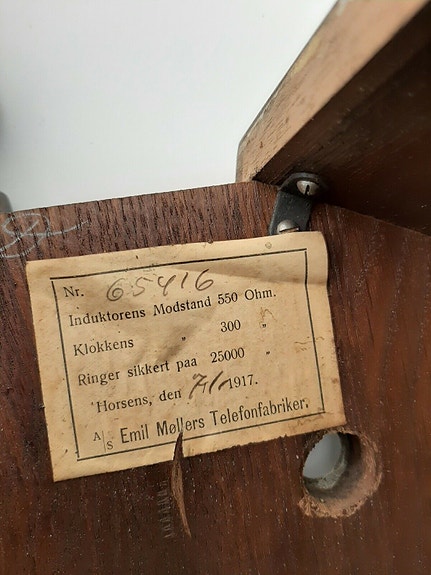 Nr. 65416
Induktorens Modstand 550 Ohm.
Klokkens " 300 "
Ringer sikkert paa 25000 "
Horsens, den 7/1 1917.
A/S Emil Møllers Telefonfabriker.